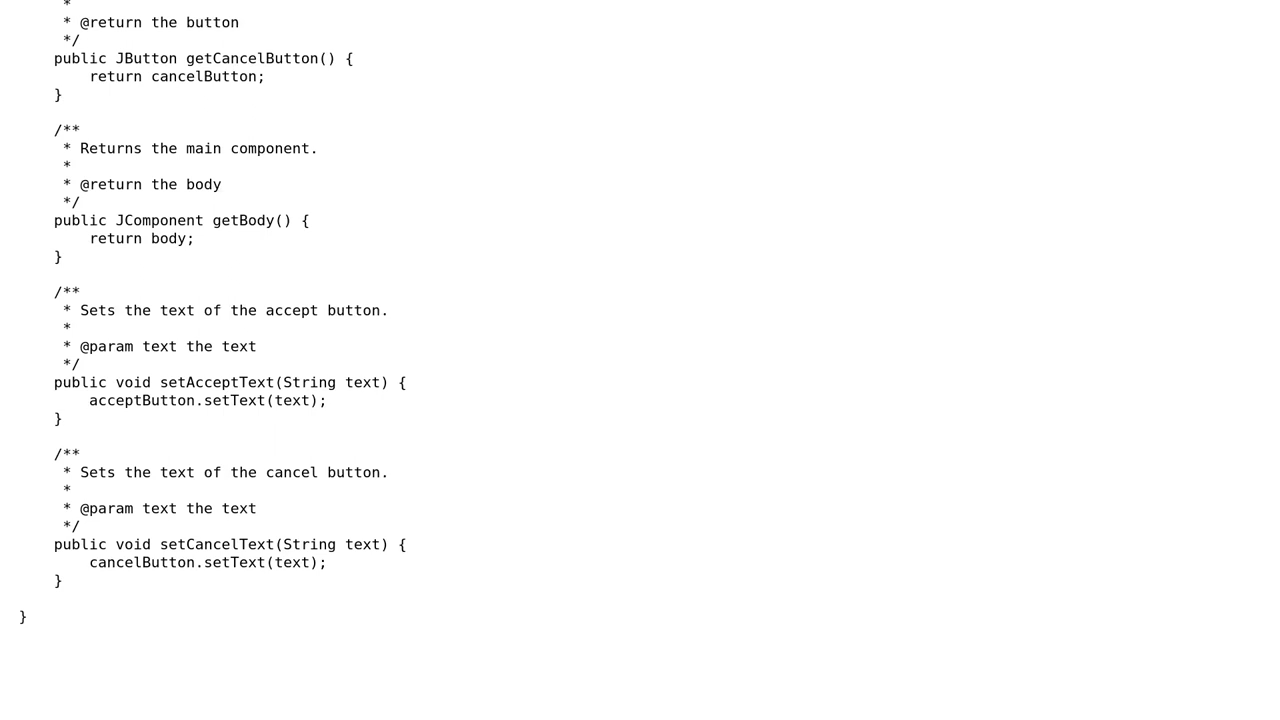 *
     * @return the button
     */
    public JButton getCancelButton() {
        return cancelButton;
    }

    /**
     * Returns the main component.
     *
     * @return the body
     */
    public JComponent getBody() {
        return body;
    }

    /**
     * Sets the text of the accept button.
     *
     * @param text the text
     */
    public void setAcceptText(String text) {
        acceptButton.setText(text);
    }

    /**
     * Sets the text of the cancel button.
     *
     * @param text the text
     */
    public void setCancelText(String text) {
        cancelButton.setText(text);
    }

}